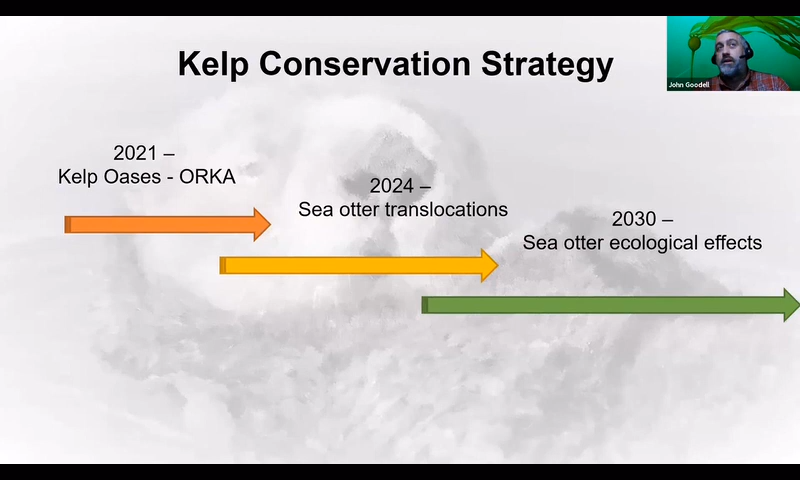 Kelp Conservation Strategy
John Goodell
2021 –
Kelp Oases - ORKA
2024 –
Sea otter translocations
2030 –
Sea otter ecological effects